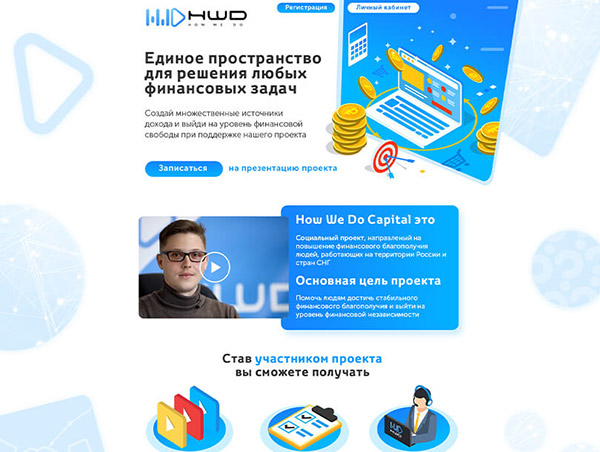 HWD
HOW WE DO
Регистрация
Личный кабинет
Единое пространство
для решения любых
финансовых задач
Создай множественные источники
дохода и выйди на уровень финансовой
свободы при поддержке нашего проекта
Записаться на презентацию проекта
How We Do Capital это
Социальный проект, направленый на
повышение финансового благополучия
людей, работающих на территории России и
стран СНГ
Основная цель проекта
Помочь людям достичь стабильного
финансового благополучия и выйти на
уровень финансовой независимости
Став участником проекта
вы сможете получать
HWD